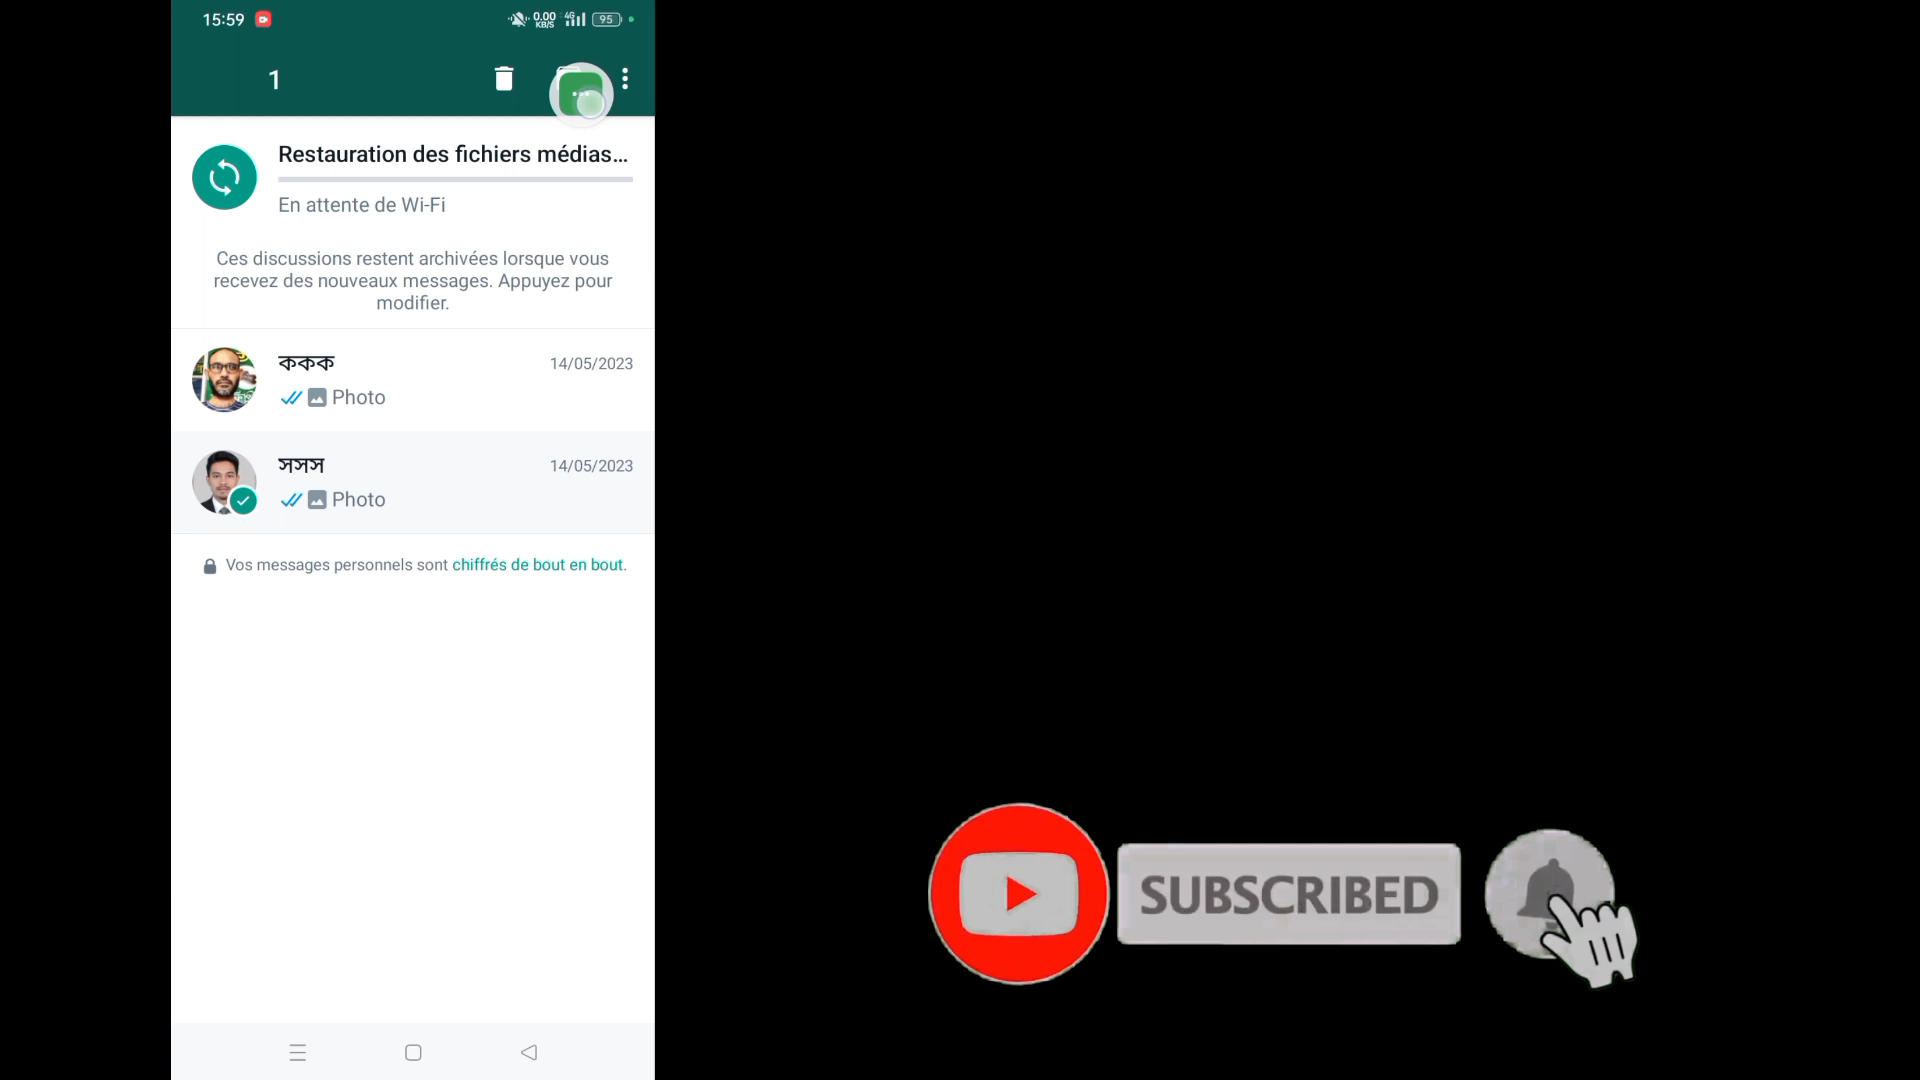 15:59
0.00
KB/S
4G
95
1
Restauration des fichiers médias...
En attente de Wi-Fi
Ces discussions restent archivées lorsque vous
recevez des nouveaux messages. Appuyez pour
modifier.
ককক
14/05/2023
Photo
সসস
14/05/2023
Photo
Vos messages personnels sont chiffrés de bout en bout.
SUBSCRIBED